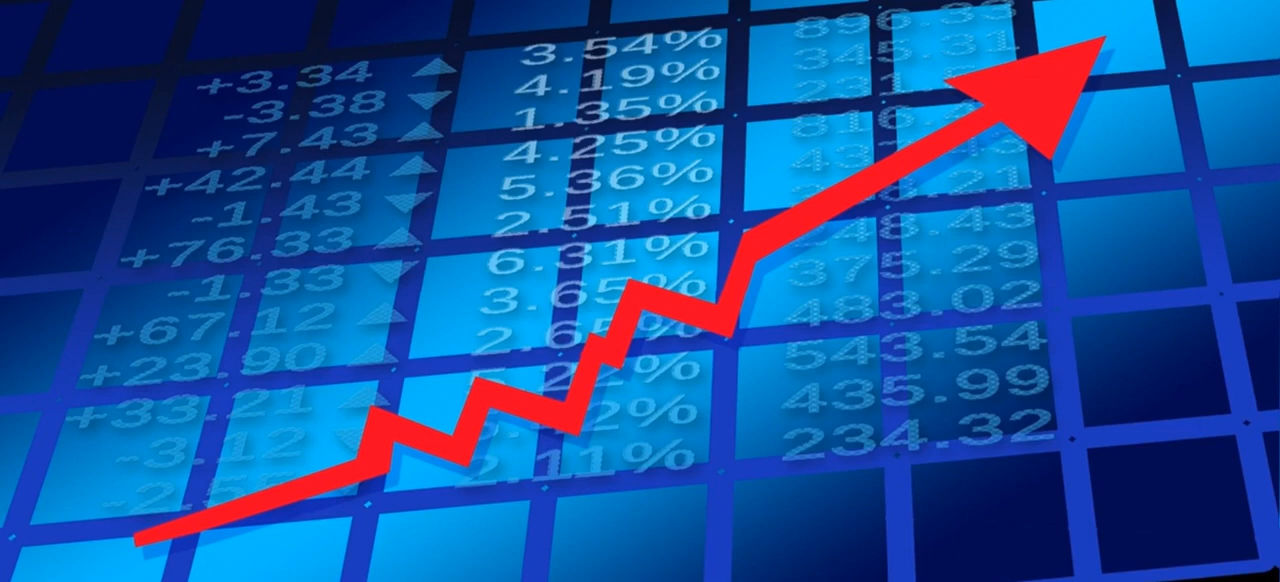 +3.34 ▲ 3.54% 896.33
-3.38 ▼ 4.19% 345.31
+7.43 ▲ 1.35%
+42.44 ▲ 4.25%
-1.43 ▼ 5.36%
+76.33 ▲ 2.51%
-1.33 ▼ 6.31%
+67.12 ▲ 3.65% 375.29
+23.90 ▲ 483.02
+33.21 ▲ 543.54
-3.12 ▼ 435.99
2.11% 234.32